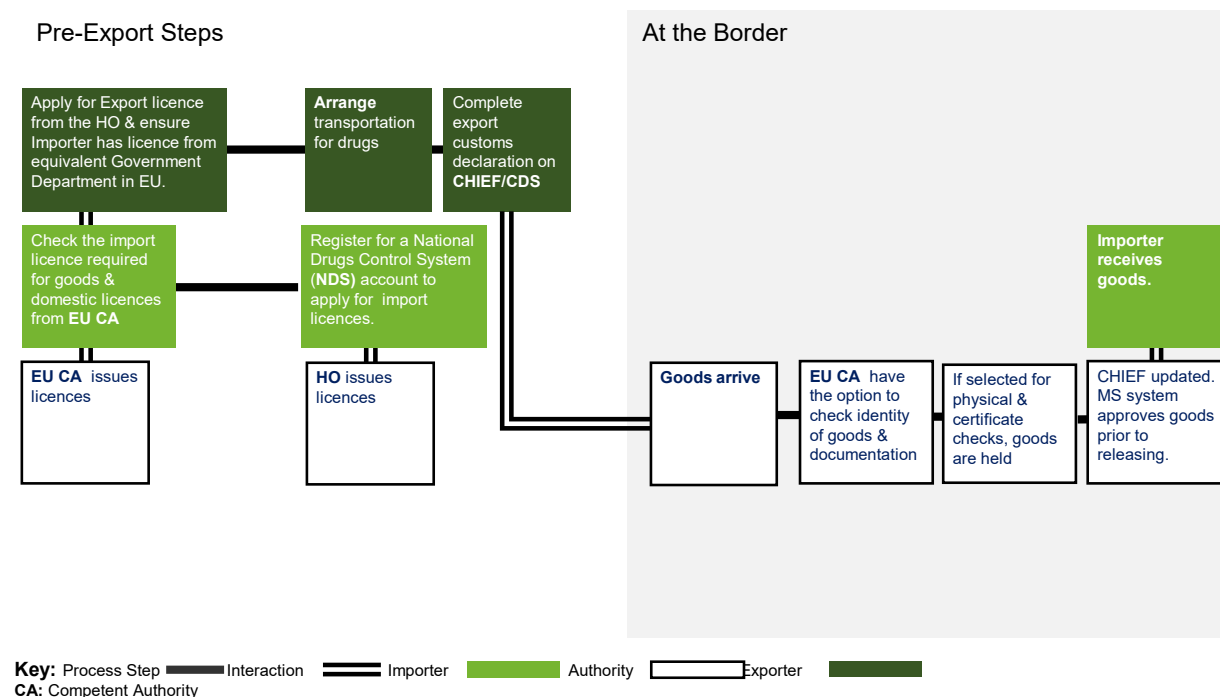 Pre-Export Steps
At the Border
Apply for Export licence
from the HO & ensure
Importer has licence from
equivalent Government
Department in EU.
Arrange
transportation
for drugs
Complete
export
customs
declaration on
CHIEF/CDS
Check the import
licence required
for goods &
domestic licences
from EU CA
Register for a National
Drugs Control System
(NDS) account to
apply for import
licences.
Importer
receives
goods.
EU CA issues
licences
HO issues
licences
Goods arrive
EU CA have
the option to
check identity
of goods &
documentation
If selected for
physical &
certificate
checks, goods
are held
CHIEF updated.
MS system
approves goods
prior to
releasing.
Key: Process Step Interaction Importer Authority Exporter
CA: Competent Authority